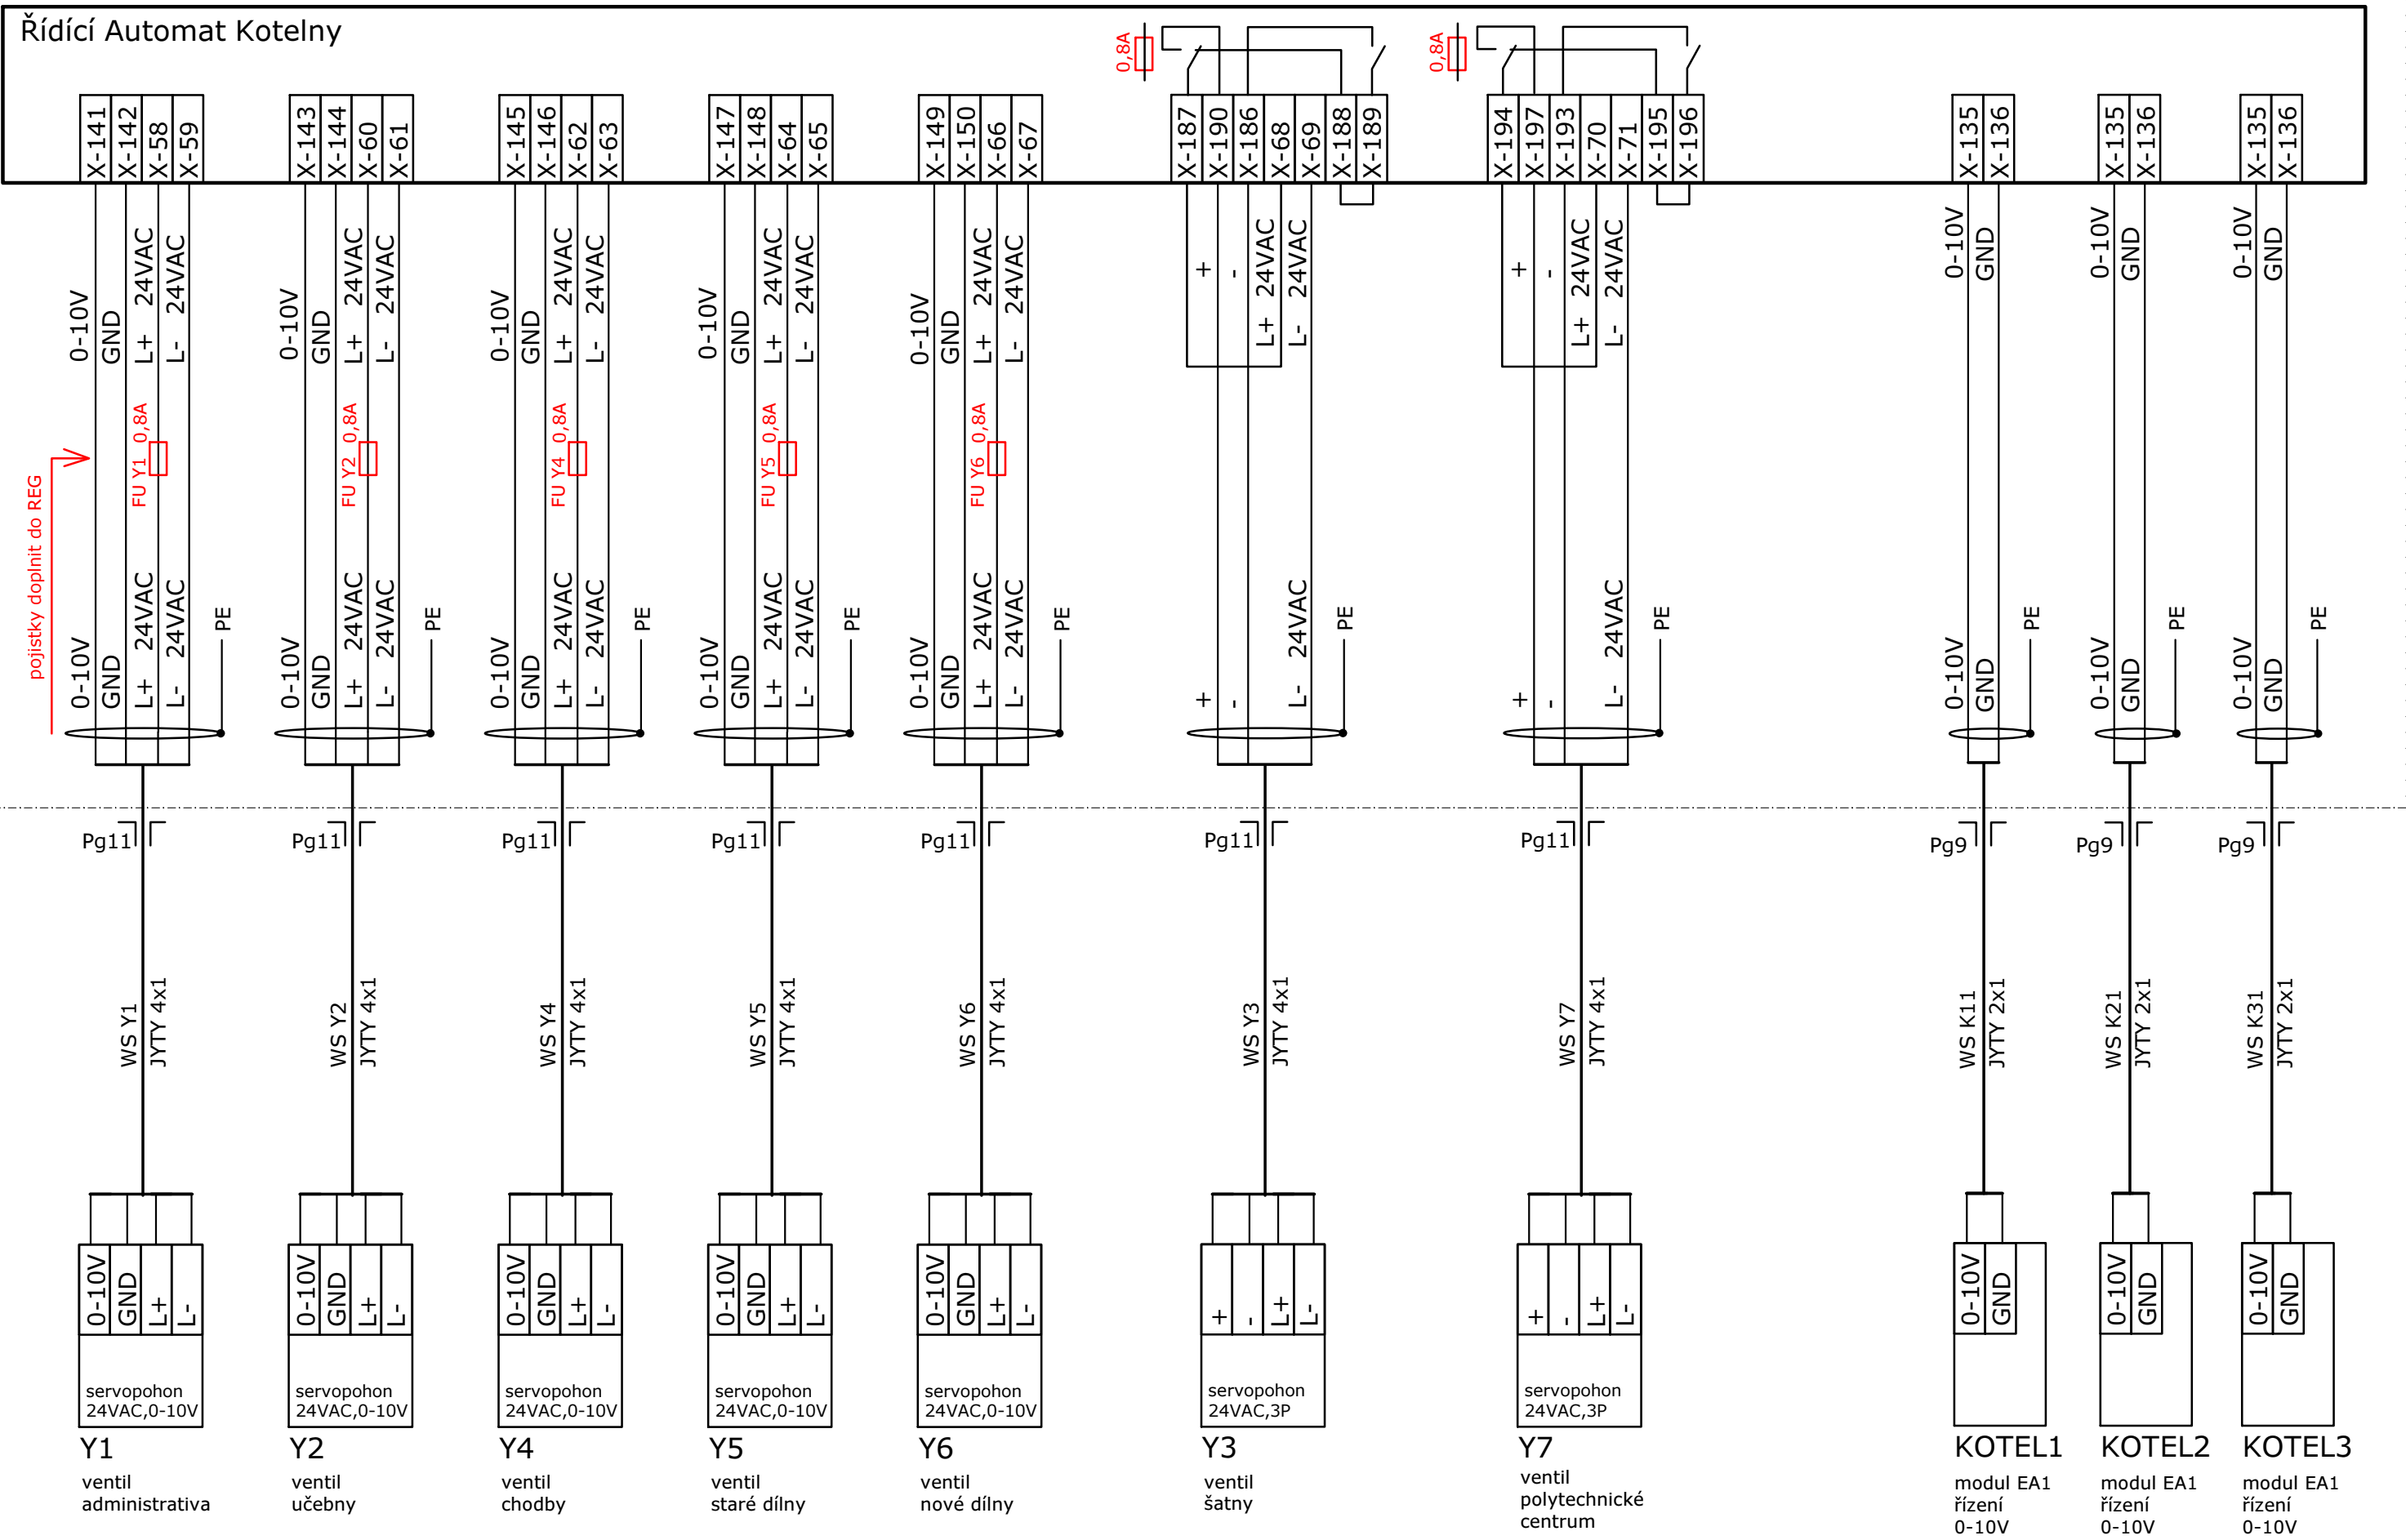 Řídící Automat Kotelny
0,8A
0,8A
X-141
X-142
X-58
X-59
X-143
X-144
X-60
X-61
X-145
X-146
X-62
X-63
X-147
X-148
X-64
X-65
X-149
X-150
X-66
X-67
X-187
X-190
X-186
X-68
X-69
X-188
X-189
X-194
X-197
X-193
X-70
X-71
X-195
X-196
X-135
X-136
X-135
X-136
X-135
X-136
0-10V
GND
L+ 24VAC
L- 24VAC
0-10V
GND
L+ 24VAC
L- 24VAC
0-10V
GND
L+ 24VAC
L- 24VAC
0-10V
GND
L+ 24VAC
L- 24VAC
0-10V
GND
L+ 24VAC
L- 24VAC
+
-
L+ 24VAC
L- 24VAC
+
-
L+ 24VAC
L- 24VAC
0-10V
GND
0-10V
GND
0-10V
GND
pojistky doplnit do REG
FU Y1 0,8A
FU Y2 0,8A
FU Y4 0,8A
FU Y5 0,8A
FU Y6 0,8A
0-10V
GND
L+ 24VAC
L- 24VAC
PE
0-10V
GND
L+ 24VAC
L- 24VAC
PE
0-10V
GND
L+ 24VAC
L- 24VAC
PE
0-10V
GND
L+ 24VAC
L- 24VAC
PE
0-10V
GND
L+ 24VAC
L- 24VAC
PE
+
-
L- 24VAC
PE
+
-
L- 24VAC
PE
0-10V
GND
PE
0-10V
GND
PE
0-10V
GND
PE
Pg11
Pg11
Pg11
Pg11
Pg11
Pg11
Pg11
Pg9
Pg9
Pg9
WS Y1
JYTY 4x1
WS Y2
JYTY 4x1
WS Y4
JYTY 4x1
WS Y5
JYTY 4x1
WS Y6
JYTY 4x1
WS Y3
JYTY 4x1
WS Y7
JYTY 4x1
WS K11
JYTY 2x1
WS K21
JYTY 2x1
WS K31
JYTY 2x1
0-10V
GND
L+
L-
servopohon
24VAC,0-10V
Y1
ventil
administrativa
0-10V
GND
L+
L-
servopohon
24VAC,0-10V
Y2
ventil
učebny
0-10V
GND
L+
L-
servopohon
24VAC,0-10V
Y4
ventil
chodby
0-10V
GND
L+
L-
servopohon
24VAC,0-10V
Y5
ventil
staré dílny
0-10V
GND
L+
L-
servopohon
24VAC,0-10V
Y6
ventil
nové dílny
+
-
L+
L-
servopohon
24VAC,3P
Y3
ventil
šatny
+
-
L+
L-
servopohon
24VAC,3P
Y7
ventil
polytechnické
centrum
0-10V
GND
KOTEL1
modul EA1
řízení
0-10V
0-10V
GND
KOTEL2
modul EA1
řízení
0-10V
0-10V
GND
KOTEL3
modul EA1
řízení
0-10V